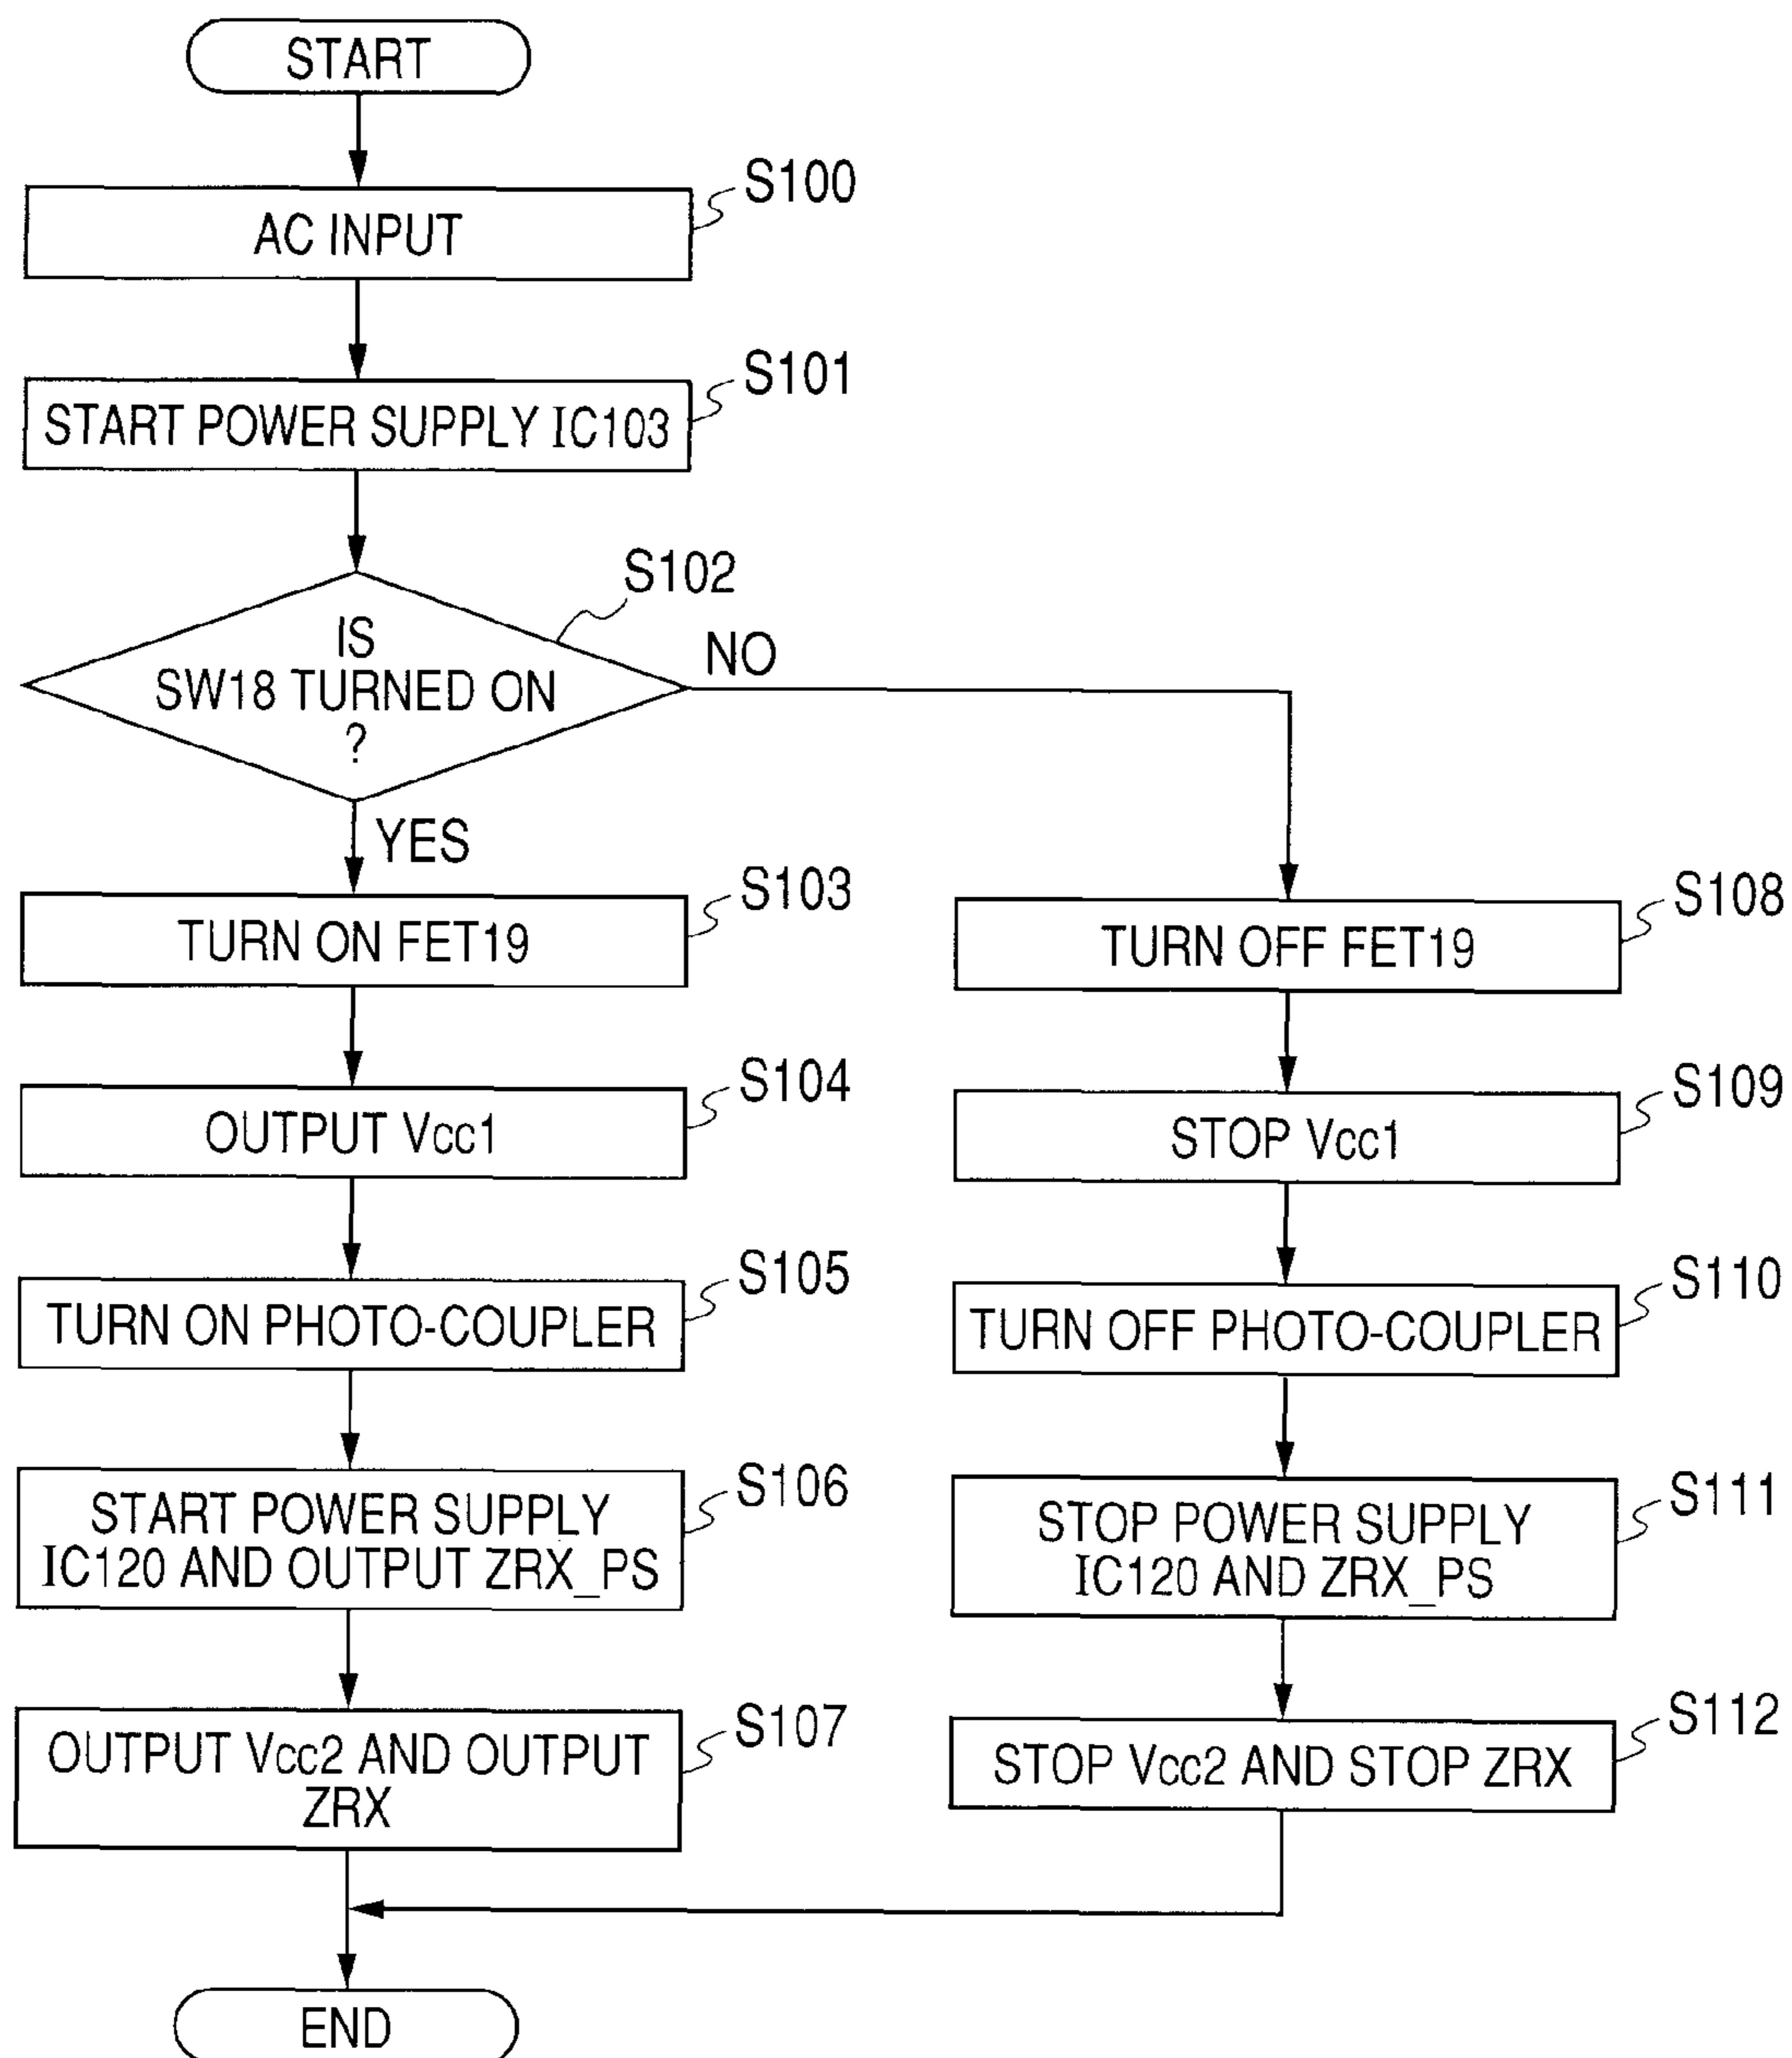 START
S100
AC INPUT
S101
START POWER SUPPLY IC103
S102
IS
SW18 TURNED ON
?
NO
YES
S103
TURN ON FET19
S104
OUTPUT Vcc1
S105
TURN ON PHOTO-COUPLER
S106
START POWER SUPPLY
IC120 AND OUTPUT ZRX_PS
S107
OUTPUT Vcc2 AND OUTPUT
ZRX
S108
TURN OFF FET19
S109
STOP Vcc1
S110
TURN OFF PHOTO-COUPLER
S111
STOP POWER SUPPLY
IC120 AND ZRX_PS
S112
STOP Vcc2 AND STOP ZRX
END